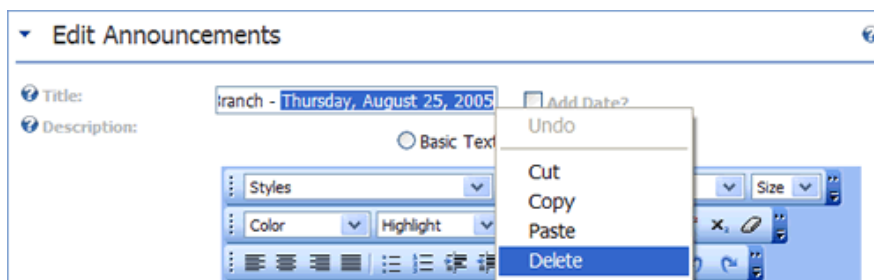 Edit Announcements
Title:
ranch - Thursday, August 25, 2005
Add Date?
Description:
Basic Text
Undo
Cut
Copy
Paste
Delete
Styles
Size
Color
Highlight